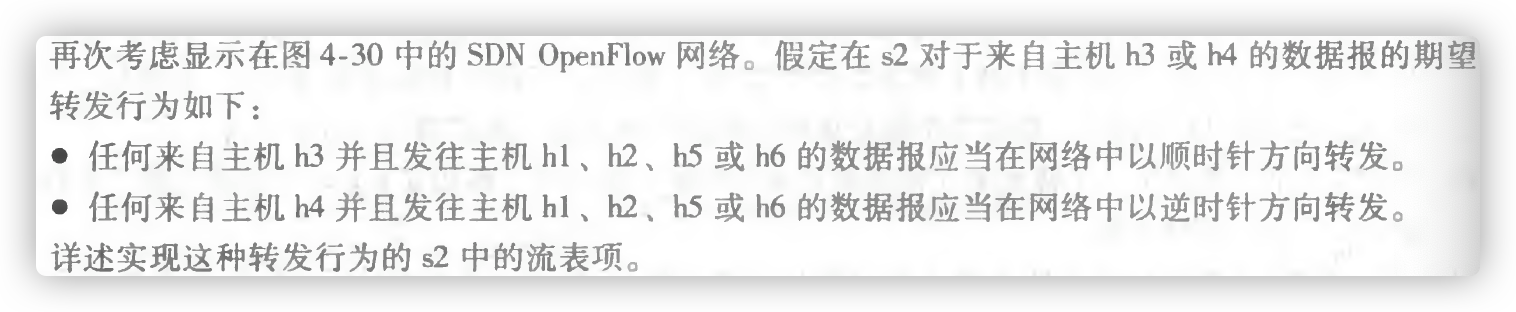 再次考虑显示在图 4-30 中的 SDN OpenFlow 网络。假定在 s2 对于来自主机 h3 或 h4 的数据报的期望
转发行为如下：
● 任何来自主机 h3 并且发往主机 h1、h2、h5 或 h6 的数据报应当在网络中以顺时针方向转发。
● 任何来自主机 h4 并且发往主机 h1、h2、h5 或 h6 的数据报应当在网络中以逆时针方向转发。
详述实现这种转发行为的 s2 中的流表项。